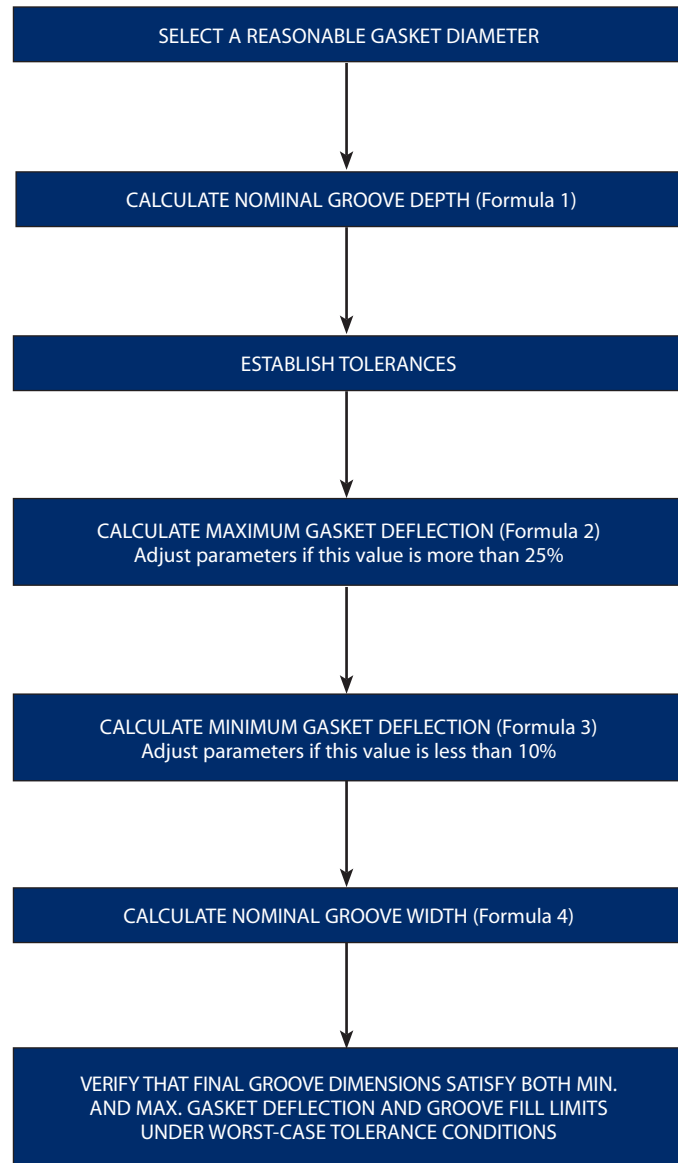 SELECT A REASONABLE GASKET DIAMETER
CALCULATE NOMINAL GROOVE DEPTH (Formula 1)
ESTABLISH TOLERANCES
CALCULATE MAXIMUM GASKET DEFLECTION (Formula 2)
Adjust parameters if this value is more than 25%
CALCULATE MINIMUM GASKET DEFLECTION (Formula 3)
Adjust parameters if this value is less than 10%
CALCULATE NOMINAL GROOVE WIDTH (Formula 4)
VERIFY THAT FINAL GROOVE DIMENSIONS SATISFY BOTH MIN.
AND MAX. GASKET DEFLECTION AND GROOVE FILL LIMITS
UNDER WORST-CASE TOLERANCE CONDITIONS